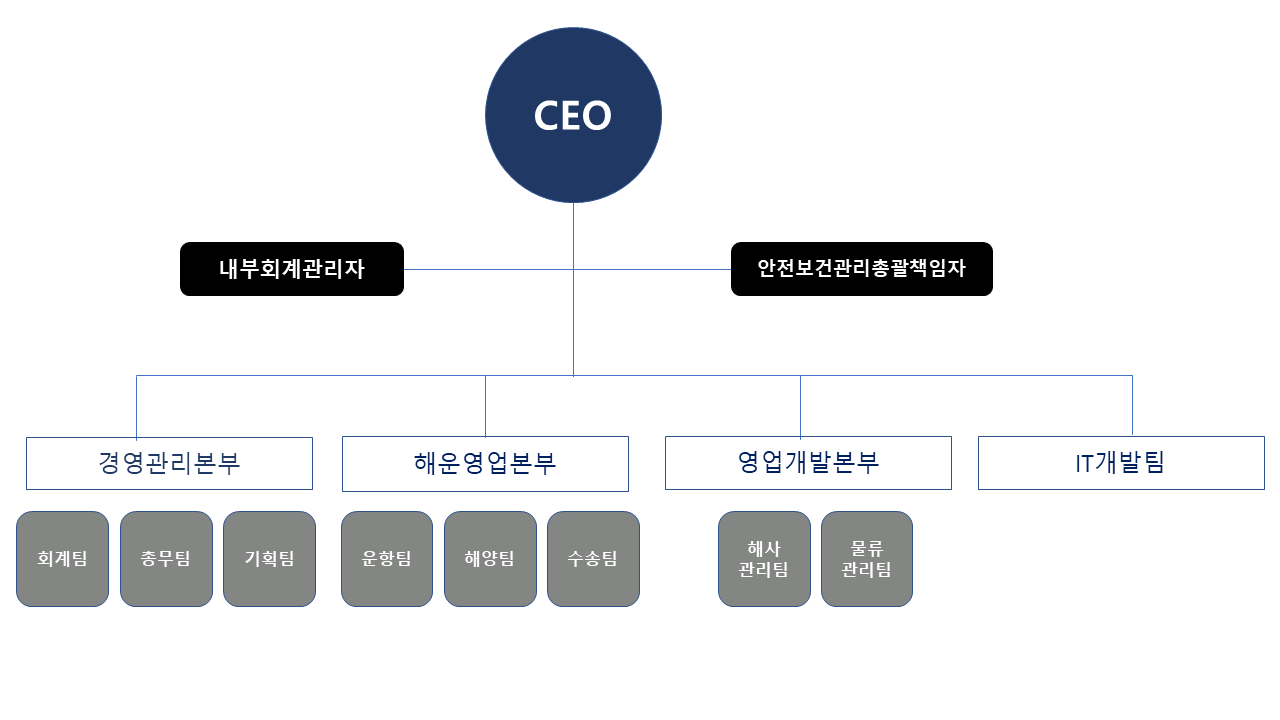 CEO
내부회계관리자
안전보건관리총괄책임자
경영관리본부
해운영업본부
영업개발본부
IT개발팀
회계팀
총무팀
기획팀
운항팀
해양팀
수송팀
해사
관리팀
물류
관리팀